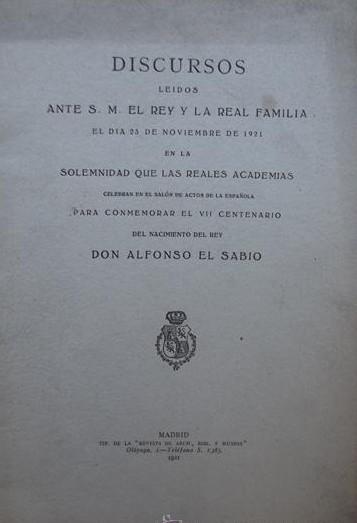 DISCURSOS
LEIDOS
ANTE S. M. EL REY Y LA REAL FAMILIA
EL DIA 23 DE NOVIEMBRE DE 1921
EN LA
SOLEMNIDAD QUE LAS REALES ACADEMIAS
CELEBRAN EN EL SALÓN DE ACTOS DE LA ESPAÑOLA
PARA CONMEMORAR EL VII CENTENARIO
DEL NACIMIENTO DEL REY
DON ALFONSO EL SABIO
MADRID
TIP. DE LA "REVISTA DE ARCH., BIBL. Y MUSEOS"
Olózaga, 1.—Teléfono S. 1.385.
1921